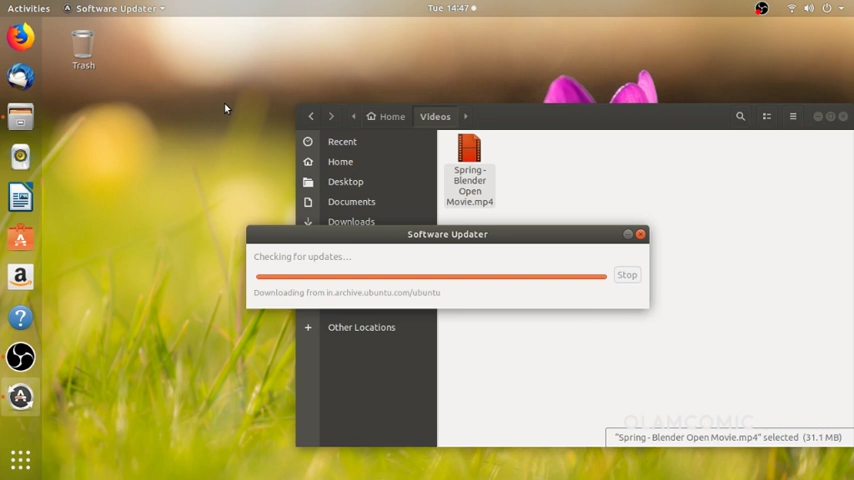 Activities
Software Updater
Tue 14:47
Trash
Home
Videos
Recent
Home
Desktop
Documents
Downloads
Spring -
Blender
Open
Movie.mp4
Software Updater
Checking for updates…
Stop
Downloading from in.archive.ubuntu.com/ubuntu
Other Locations
OLAMCOMIC
"Spring - Blender Open Movie.mp4" selected (31.1 MB)